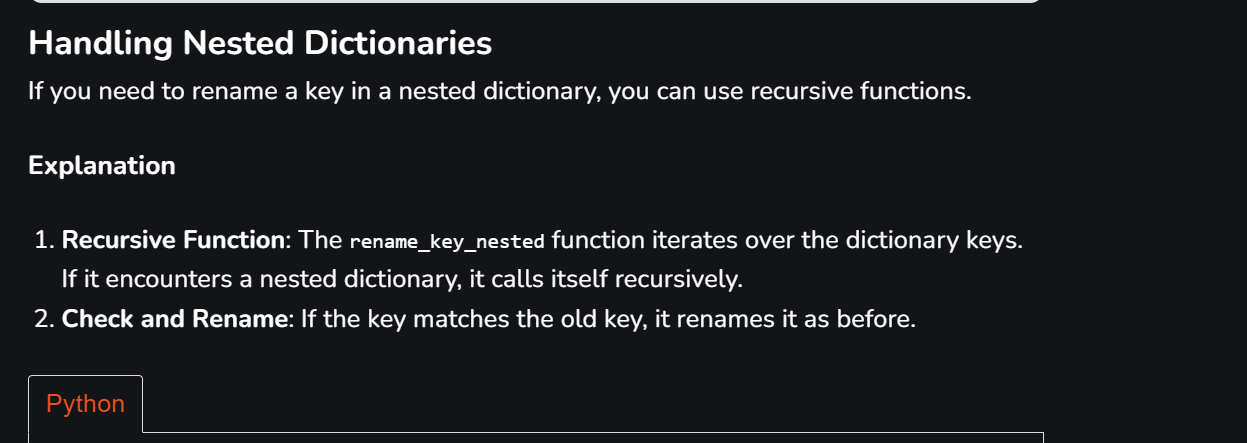 Handling Nested Dictionaries
If you need to rename a key in a nested dictionary, you can use recursive functions.
Explanation
1. Recursive Function: The rename_key_nested function iterates over the dictionary keys.
If it encounters a nested dictionary, it calls itself recursively.
2. Check and Rename: If the key matches the old key, it renames it as before.
Python